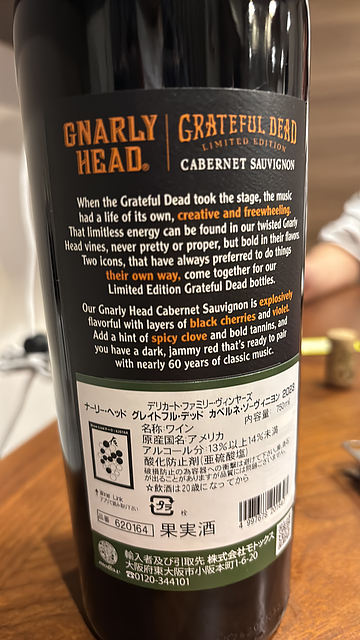 GNARLY HEAD®
GRATEFUL DEAD
LIMITED EDITION
CABERNET SAUVIGNON
When the Grateful Dead took the stage, the music
had a life of its own, creative and freewheeling.
That limitless energy can be found in our twisted Gnarly
Head vines, never pretty or proper, but bold in their flavors.
Two icons, that have always preferred to do things
their own way, come together for our
Limited Edition Grateful Dead bottles.
Our Gnarly Head Cabernet Sauvignon is explosively
flavorful with layers of black cherries and violet.
Add a hint of spicy clove and bold tannins, and
you have a dark, jammy red that's ready to pair
with nearly 60 years of classic music.
デリカート・ファミリー・ヴィンヤーズ
ナーリー・ヘッド グレイトフル・デッド カベルネ・ソーヴィニヨン 2023
名称:ワイン 内容量: 750ml
原産国名:アメリカ
アルコール分:13%以上14%未満
酸化防止剤(亜硫酸塩)
☆飲酒は20歳になってから
栓
品番 620164
果実酒
輸入者及び引取先 株式会社モトックス
大阪府東大阪市小阪本町1-6-20
☎0120-344101